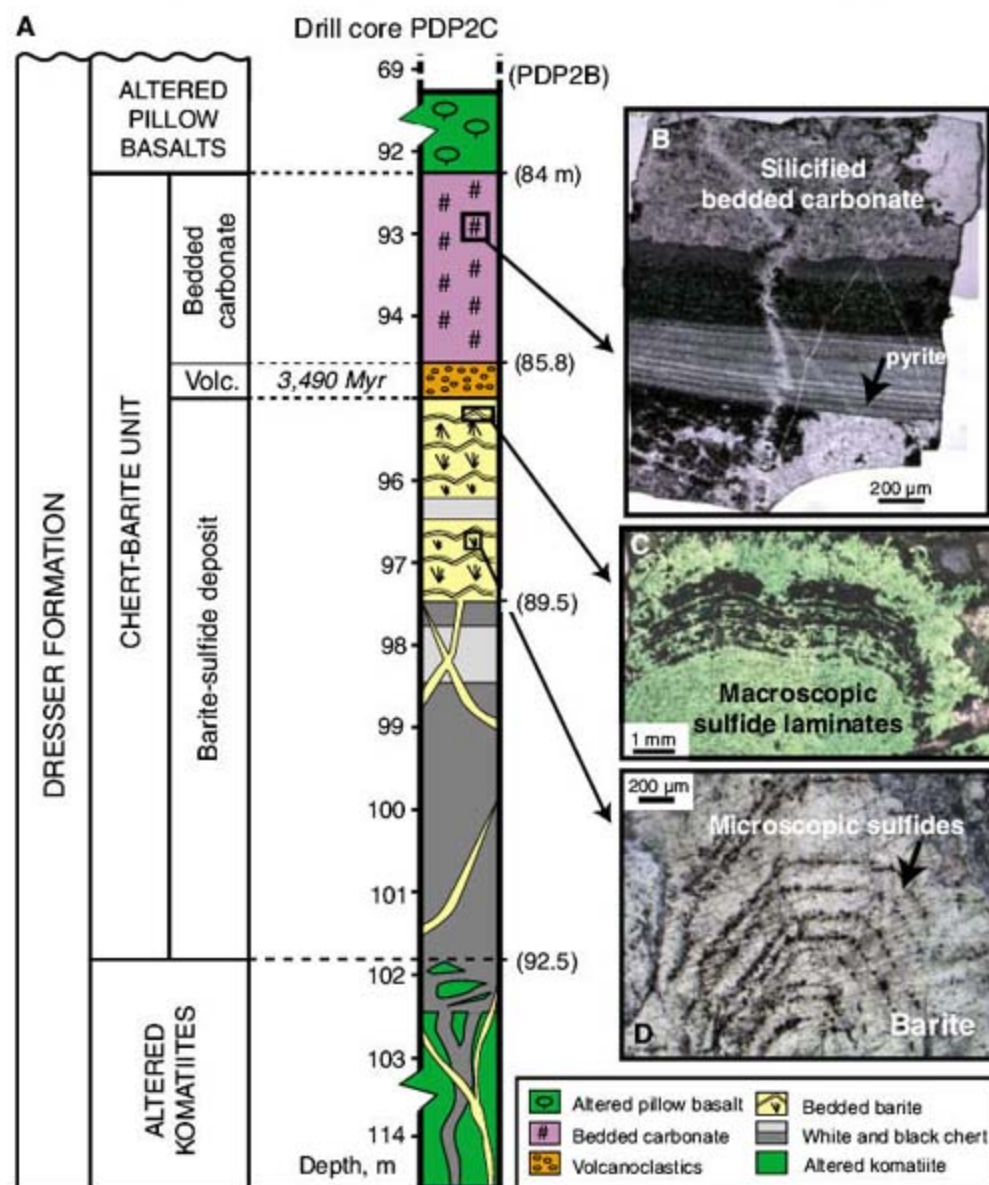 A
Drill core PDP2C
69
(PDP2B)
ALTERED
PILLOW
BASALTS
92
(84 m)
DRESSER FORMATION
CHERT-BARITE UNIT
Bedded
carbonate
93
94
(85.8)
Volc.
3,490 Myr
Barite-sulfide deposit
96
97
(89.5)
98
99
100
101
(92.5)
102
ALTERED
KOMATIITES
103
114
Depth, m
B
Silicified
bedded carbonate
pyrite
200 µm
C
Macroscopic
sulfide laminates
1 mm
200 µm
Microscopic sulfides
Barite
D
Altered pillow basalt
Bedded barite
# Bedded carbonate
White and black chert
Volcanoclastics
Altered komatiite